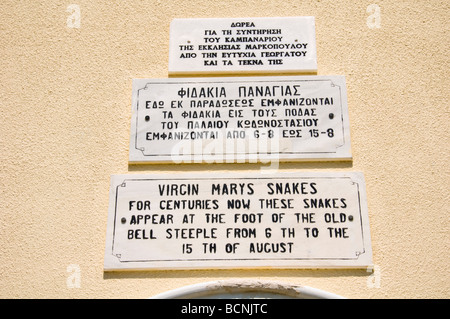 ΔΩΡΕΑ
ΓΙΑ ΤΗ ΣΥΝΤΗΡΗΣΗ
ΤΟΥ ΚΑΜΠΑΝΑΡΙΟΥ
ΤΗΣ ΕΚΚΛΗΣΙΑΣ ΜΑΡΚΟΠΟΥΛΟΥ
ΑΠΟ ΤΗΝ ΕΥΤΥΧΙΑ ΓΕΩΡΓΑΤΟΥ
ΚΑΙ ΤΑ ΤΕΚΝΑ ΤΗΣ
ΦΙΔΑΚΙΑ ΠΑΝΑΓΙΑΣ
ΕΔΩ ΕΚ ΠΑΡΑΔΩΣΕΩΣ ΕΜΦΑΝΙΖΟΝΤΑΙ
ΤΑ ΦΙΔΑΚΙΑ ΕΙΣ ΤΟΥΣ ΠΟΔΑΣ
ΤΟΥ ΠΑΛΑΙΟΥ ΚΩΔΩΝΟΣΤΑΣΙΟΥ
ΕΜΦΑΝΙΖΟΝΤΑΙ ΑΠΟ 6-8 ΕΩΣ 15-8
VIRGIN MARYS SNAKES
FOR CENTURIES NOW THESE SNAKES
APPEAR AT THE FOOT OF THE OLD
BELL STEEPLE FROM 6 TH TO THE
15 TH OF AUGUST
a
a
alamy